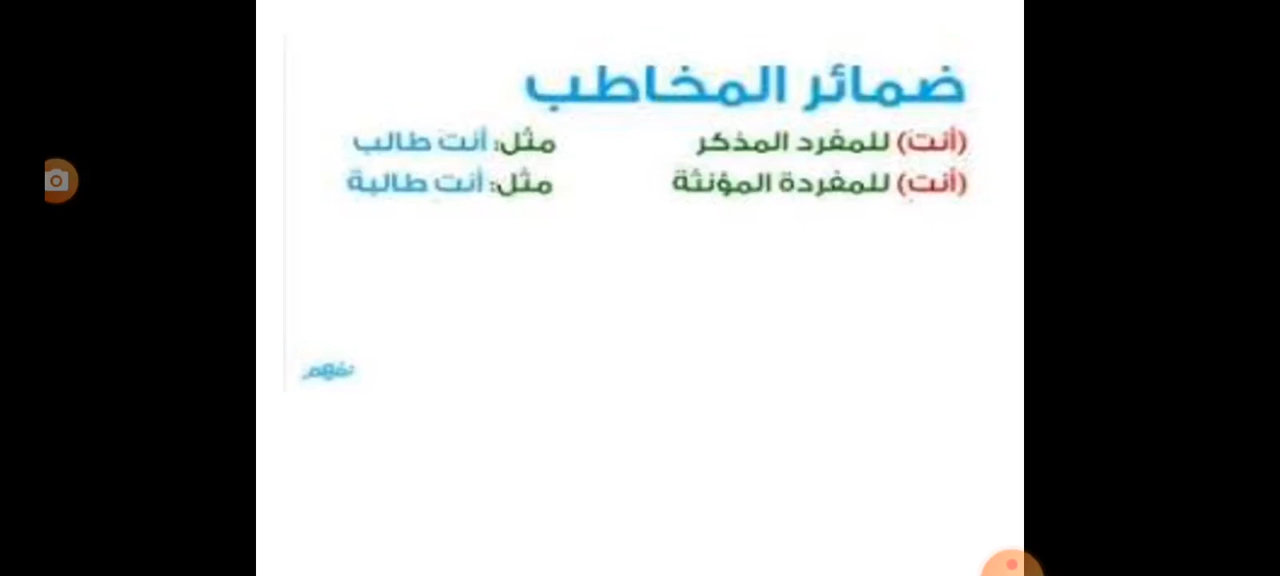 ضمائر المخاطب
(أنتَ) للمفرد المذكر مثل: أنتَ طالب
(أنتِ) للمفردة المؤنثة مثل: أنتِ طالبة
نفهم